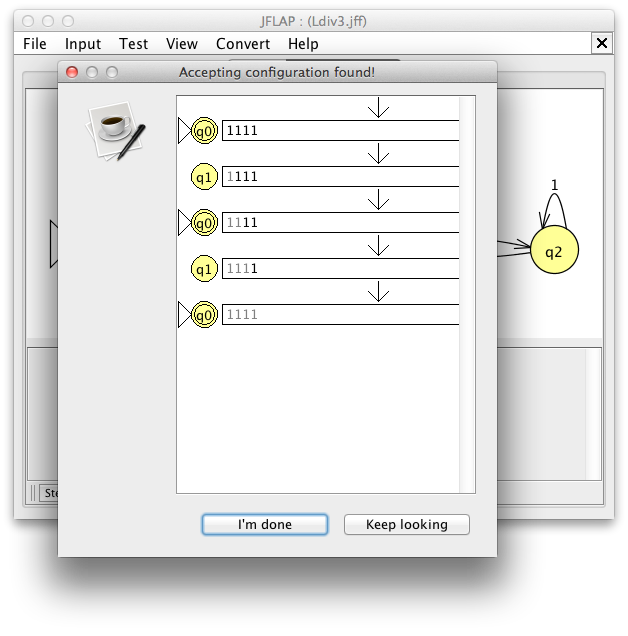 JFLAP : (Ldiv3.jff)
File Input Test View Convert Help
Accepting configuration found!
q0 1111
q1 1111
q0 1111
q1 1111
q0 1111
1
q2
Ste
I'm done Keep looking